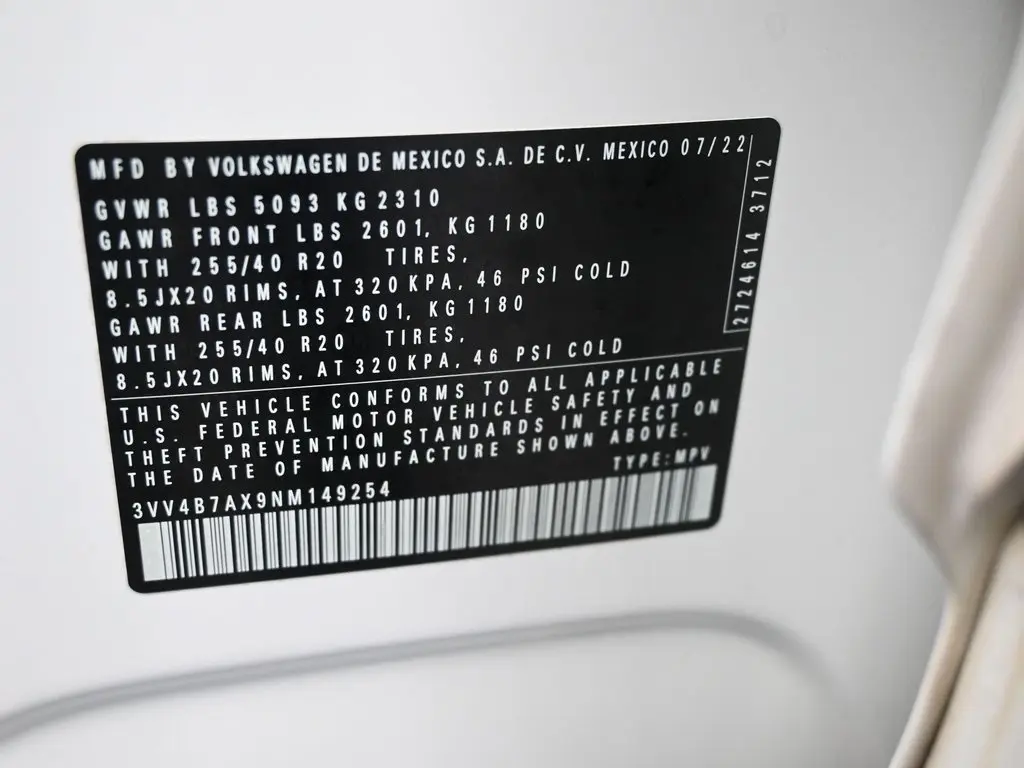 MFD BY VOLKSWAGEN DE MEXICO S.A. DE C.V. MEXICO 07/22
GVWR LBS 5093 KG 2310
GAWR FRONT LBS 2601, KG 1180
WITH 255/40 R20 TIRES,
8.5JX20 RIMS, AT 320 KPA, 46 PSI COLD
GAWR REAR LBS 2601, KG 1180
WITH 255/40 R20 TIRES,
8.5JX20 RIMS, AT 320 KPA, 46 PSI COLD
2724614 3712
THIS VEHICLE CONFORMS TO ALL APPLICABLE
U.S. FEDERAL MOTOR VEHICLE SAFETY AND
THEFT PREVENTION STANDARDS IN EFFECT ON
THE DATE OF MANUFACTURE SHOWN ABOVE.
TYPE:MPV
3VV4B7AX9NM149254